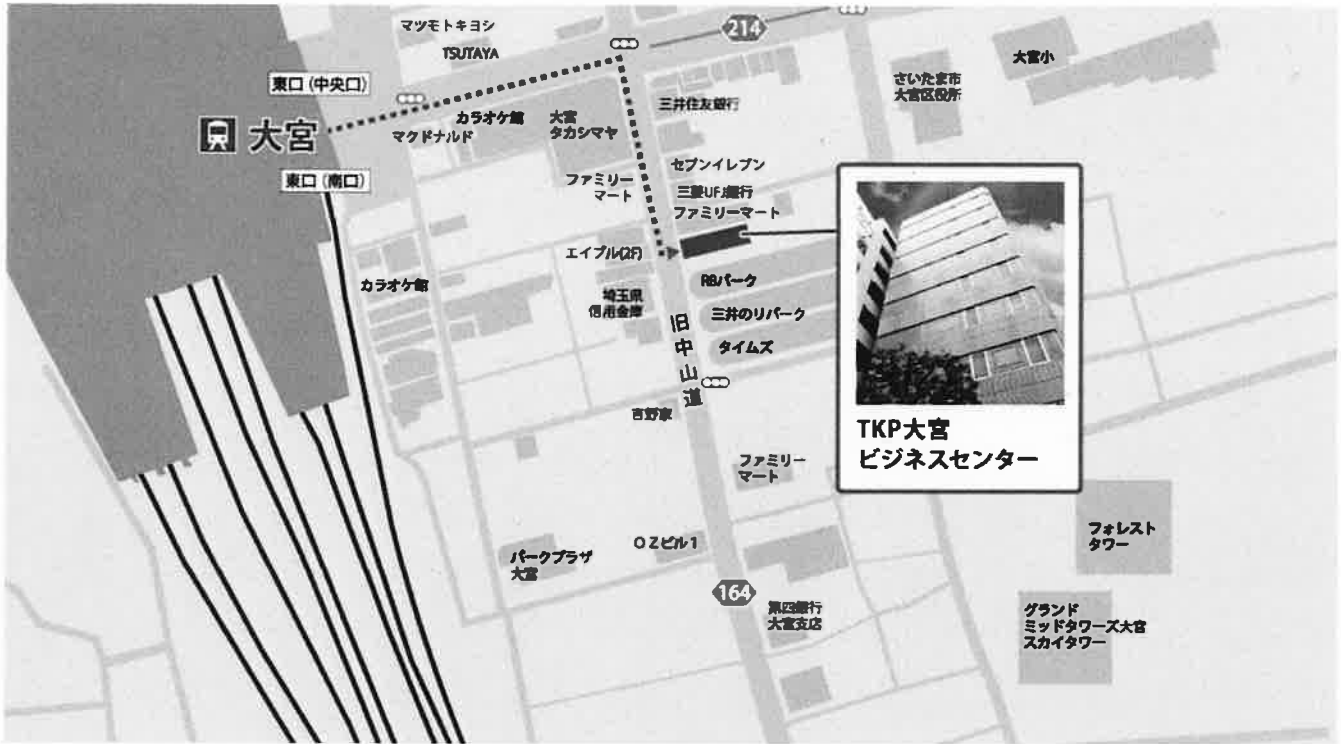 マツモトキヨシ
TSUTAYA
214
大宮小
さいたま市
大宮区役所
東口(中央口)
三井住友銀行
カラオケ館
大宮
タカシマヤ
マクドナルド
大宮
東口(南口)
セブンイレブン
ファミリー
マート
三菱UFJ銀行
ファミリーマート
エイブル(2F)
RBパーク
カラオケ館
埼玉県
信用金庫
三井のリパーク
タイムズ
旧中山道
吉野家
TKP大宮
ビジネスセンター
ファミリー
マート
フォレスト
タワー
OZビル1
パークプラザ
大宮
164
第四銀行
大宮支店
グランド
ミッドタワーズ大宮
スカイタワー